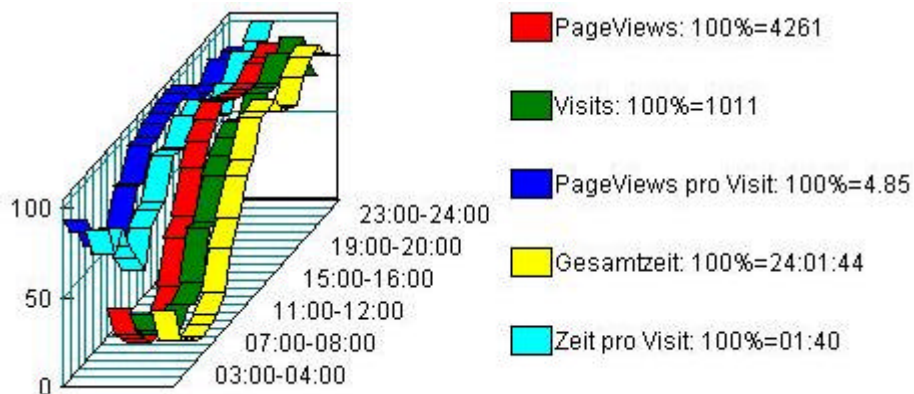 100
50
0
23:00-24:00
19:00-20:00
15:00-16:00
11:00-12:00
07:00-08:00
03:00-04:00
PageViews: 100%=4261
Visits: 100%=1011
PageViews pro Visit: 100%=4.85
Gesamtzeit: 100%=24:01:44
Zeit pro Visit: 100%=01:40